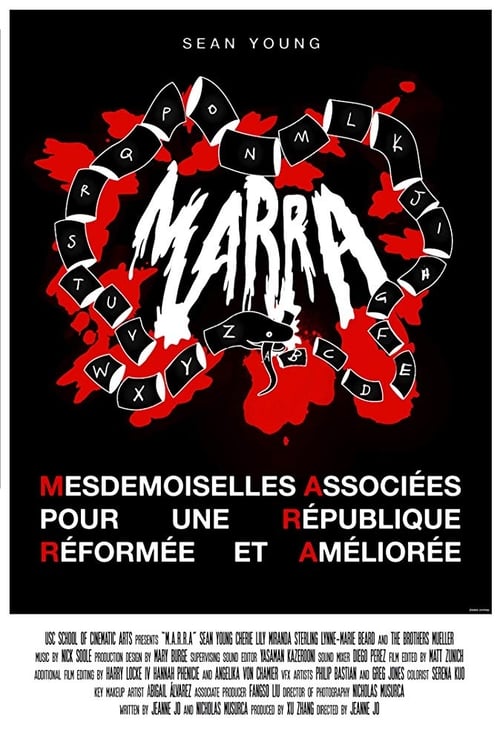 SEAN YOUNG
MARRA
A B C D E F G H I J K L M N O P Q R S T U V W X Y Z
MESDEMOISELLES ASSOCIÉES
POUR UNE RÉPUBLIQUE
RÉFORMÉE ET AMÉLIORÉE
USC SCHOOL OF CINEMATIC ARTS PRESENTS "M.A.R.R.A" SEAN YOUNG CHERIE LILY MIRANDA STERLING LYNNE-MARIE BEARD AND THE BROTHERS MUELLER
MUSIC BY NICK SOOLE PRODUCTION DESIGN BY MARY BURGE SUPERVISING SOUND EDITOR YASAMAN KAZEROONI SOUND MIXER DIEGO PEREZ FILM EDITED BY MATT ZUNICH
ADDITIONAL FILM EDITING BY HARRY LOCKE IV HANNAH PHENICIE AND ANGELIKA VON CHAMIER VFX ARTISTS PHILIP BASTIAN AND GREG JONES COLORIST SERENA KUO
KEY MAKEUP ARTIST ABIGAIL ÁLVAREZ ASSOCIATE PRODUCER FANGSO LIU DIRECTOR OF PHOTOGRAPHY NICHOLAS MUSURCA
WRITTEN BY JEANNE JO AND NICHOLAS MUSURCA PRODUCED BY XU ZHANG DIRECTED BY JEANNE JO